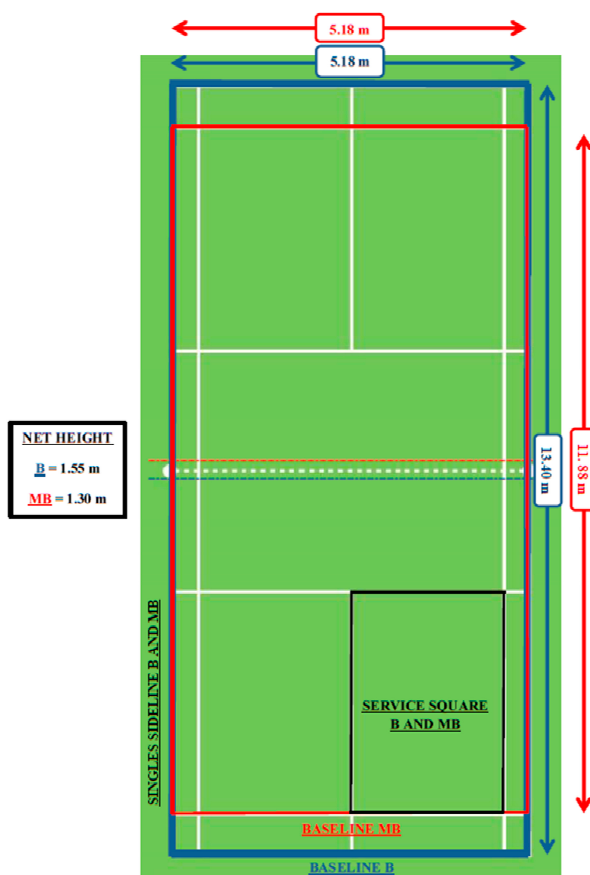 5.18 m
5.18 m
NET HEIGHT
B = 1.55 m
MB = 1.30 m
13.40 m
11.88 m
SINGLES SIDELINE B AND MB
SERVICE SQUARE
B AND MB
BASELINE MB
BASELINE B